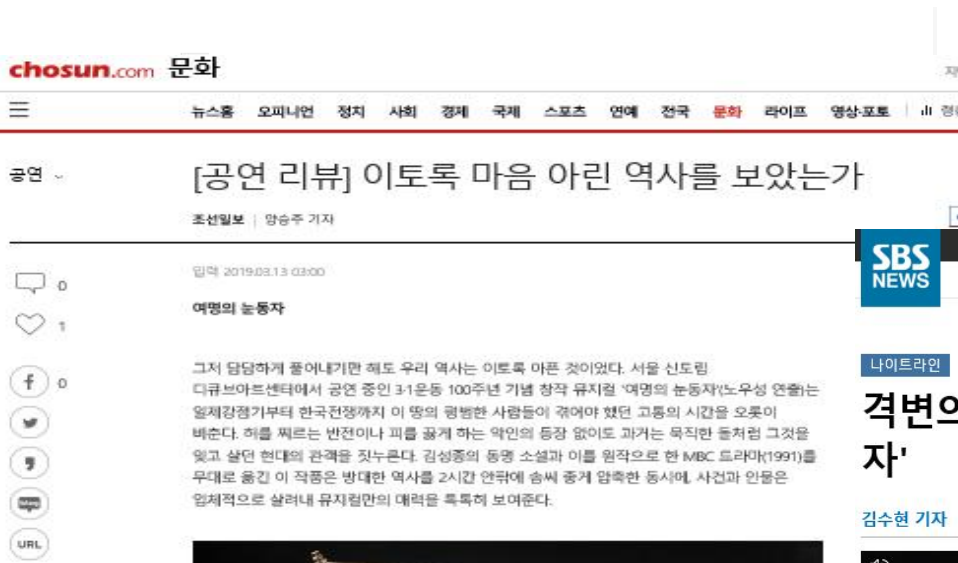 chosun.com 문화
뉴스홈 오피니언 정치 사회 경제 국제 스포츠 연예 전국 문화 라이프 영상·포토
공연
[공연 리뷰] 이토록 마음 아린 역사를 보았는가
조선일보 | 양승주 기자
입력 2019.03.13 03:00
0
1
여명의 눈동자
그저 담담하게 풀어내기만 해도 우리 역사는 이토록 아픈 것이었다. 서울 신도림
디큐브아트센터에서 공연 중인 3·1운동 100주년 기념 창작 뮤지컬 '여명의 눈동자'(노우성 연출)는
일제강점기부터 한국전쟁까지 이 땅의 평범한 사람들이 겪어야 했던 고통의 시간을 오롯이
비춘다. 허를 찌르는 반전이나 피를 끓게 하는 악인의 등장 없이도 과거는 묵직한 돌처럼 그것을
잊고 살던 현대의 관객을 짓누른다. 김성종의 동명 소설과 이를 원작으로 한 MBC 드라마(1991)를
무대로 옮긴 이 작품은 방대한 역사를 2시간 안팎에 솜씨 좋게 압축한 동시에, 사건과 인물은
입체적으로 살려내 뮤지컬만의 매력을 톡톡히 보여준다.
f 0
URL
SBS
NEWS
나이트라인
격변의
자'
김수현 기자